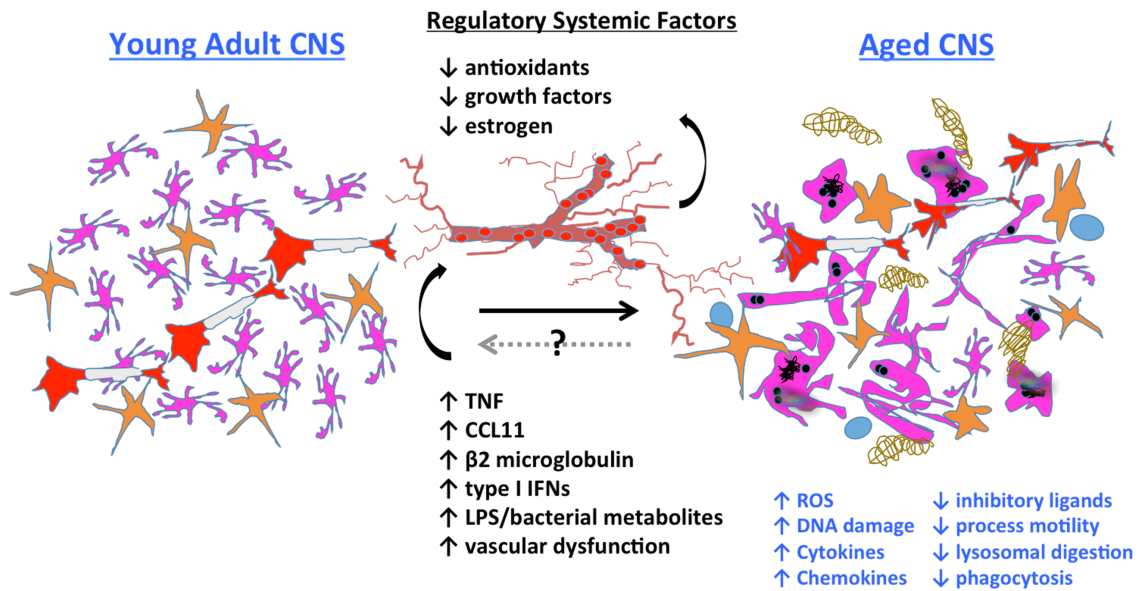 Regulatory Systemic Factors
Young Adult CNS
Aged CNS
↓ antioxidants
↓ growth factors
↓ estrogen
?
↑ TNF
↑ CCL11
↑ β2 microglobulin
↑ type I IFNs
↑ LPS/bacterial metabolites
↑ vascular dysfunction
↑ ROS
↑ DNA damage
↑ Cytokines
↑ Chemokines
↓ inhibitory ligands
↓ process motility
↓ lysosomal digestion
↓ phagocytosis